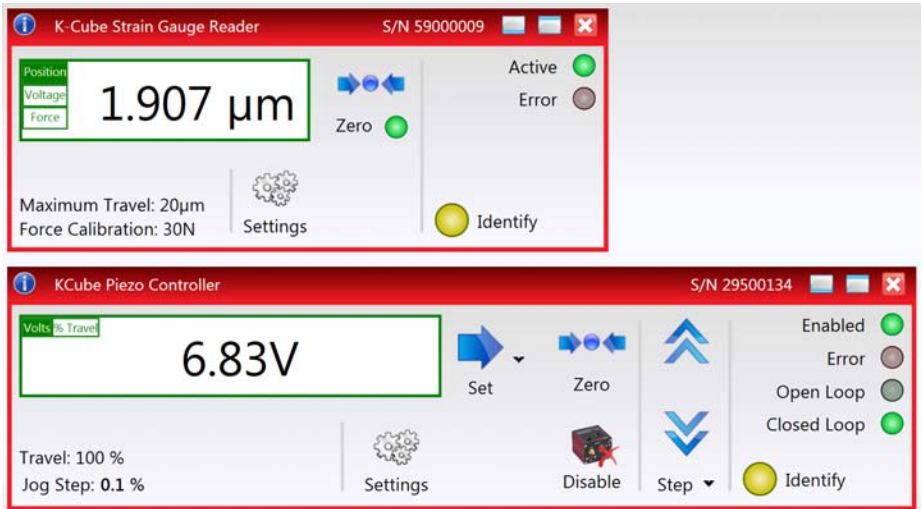 K-Cube Strain Gauge Reader S/N 59000009
Position
Voltage
Force
1.907 µm
Zero
Active
Error
Maximum Travel: 20µm
Force Calibration: 30N
Settings
Identify
KCube Piezo Controller S/N 29500134
Volts % Travel
6.83V
Set
Zero
Enabled
Error
Open Loop
Closed Loop
Travel: 100 %
Jog Step: 0.1 %
Settings
Disable
Step
Identify